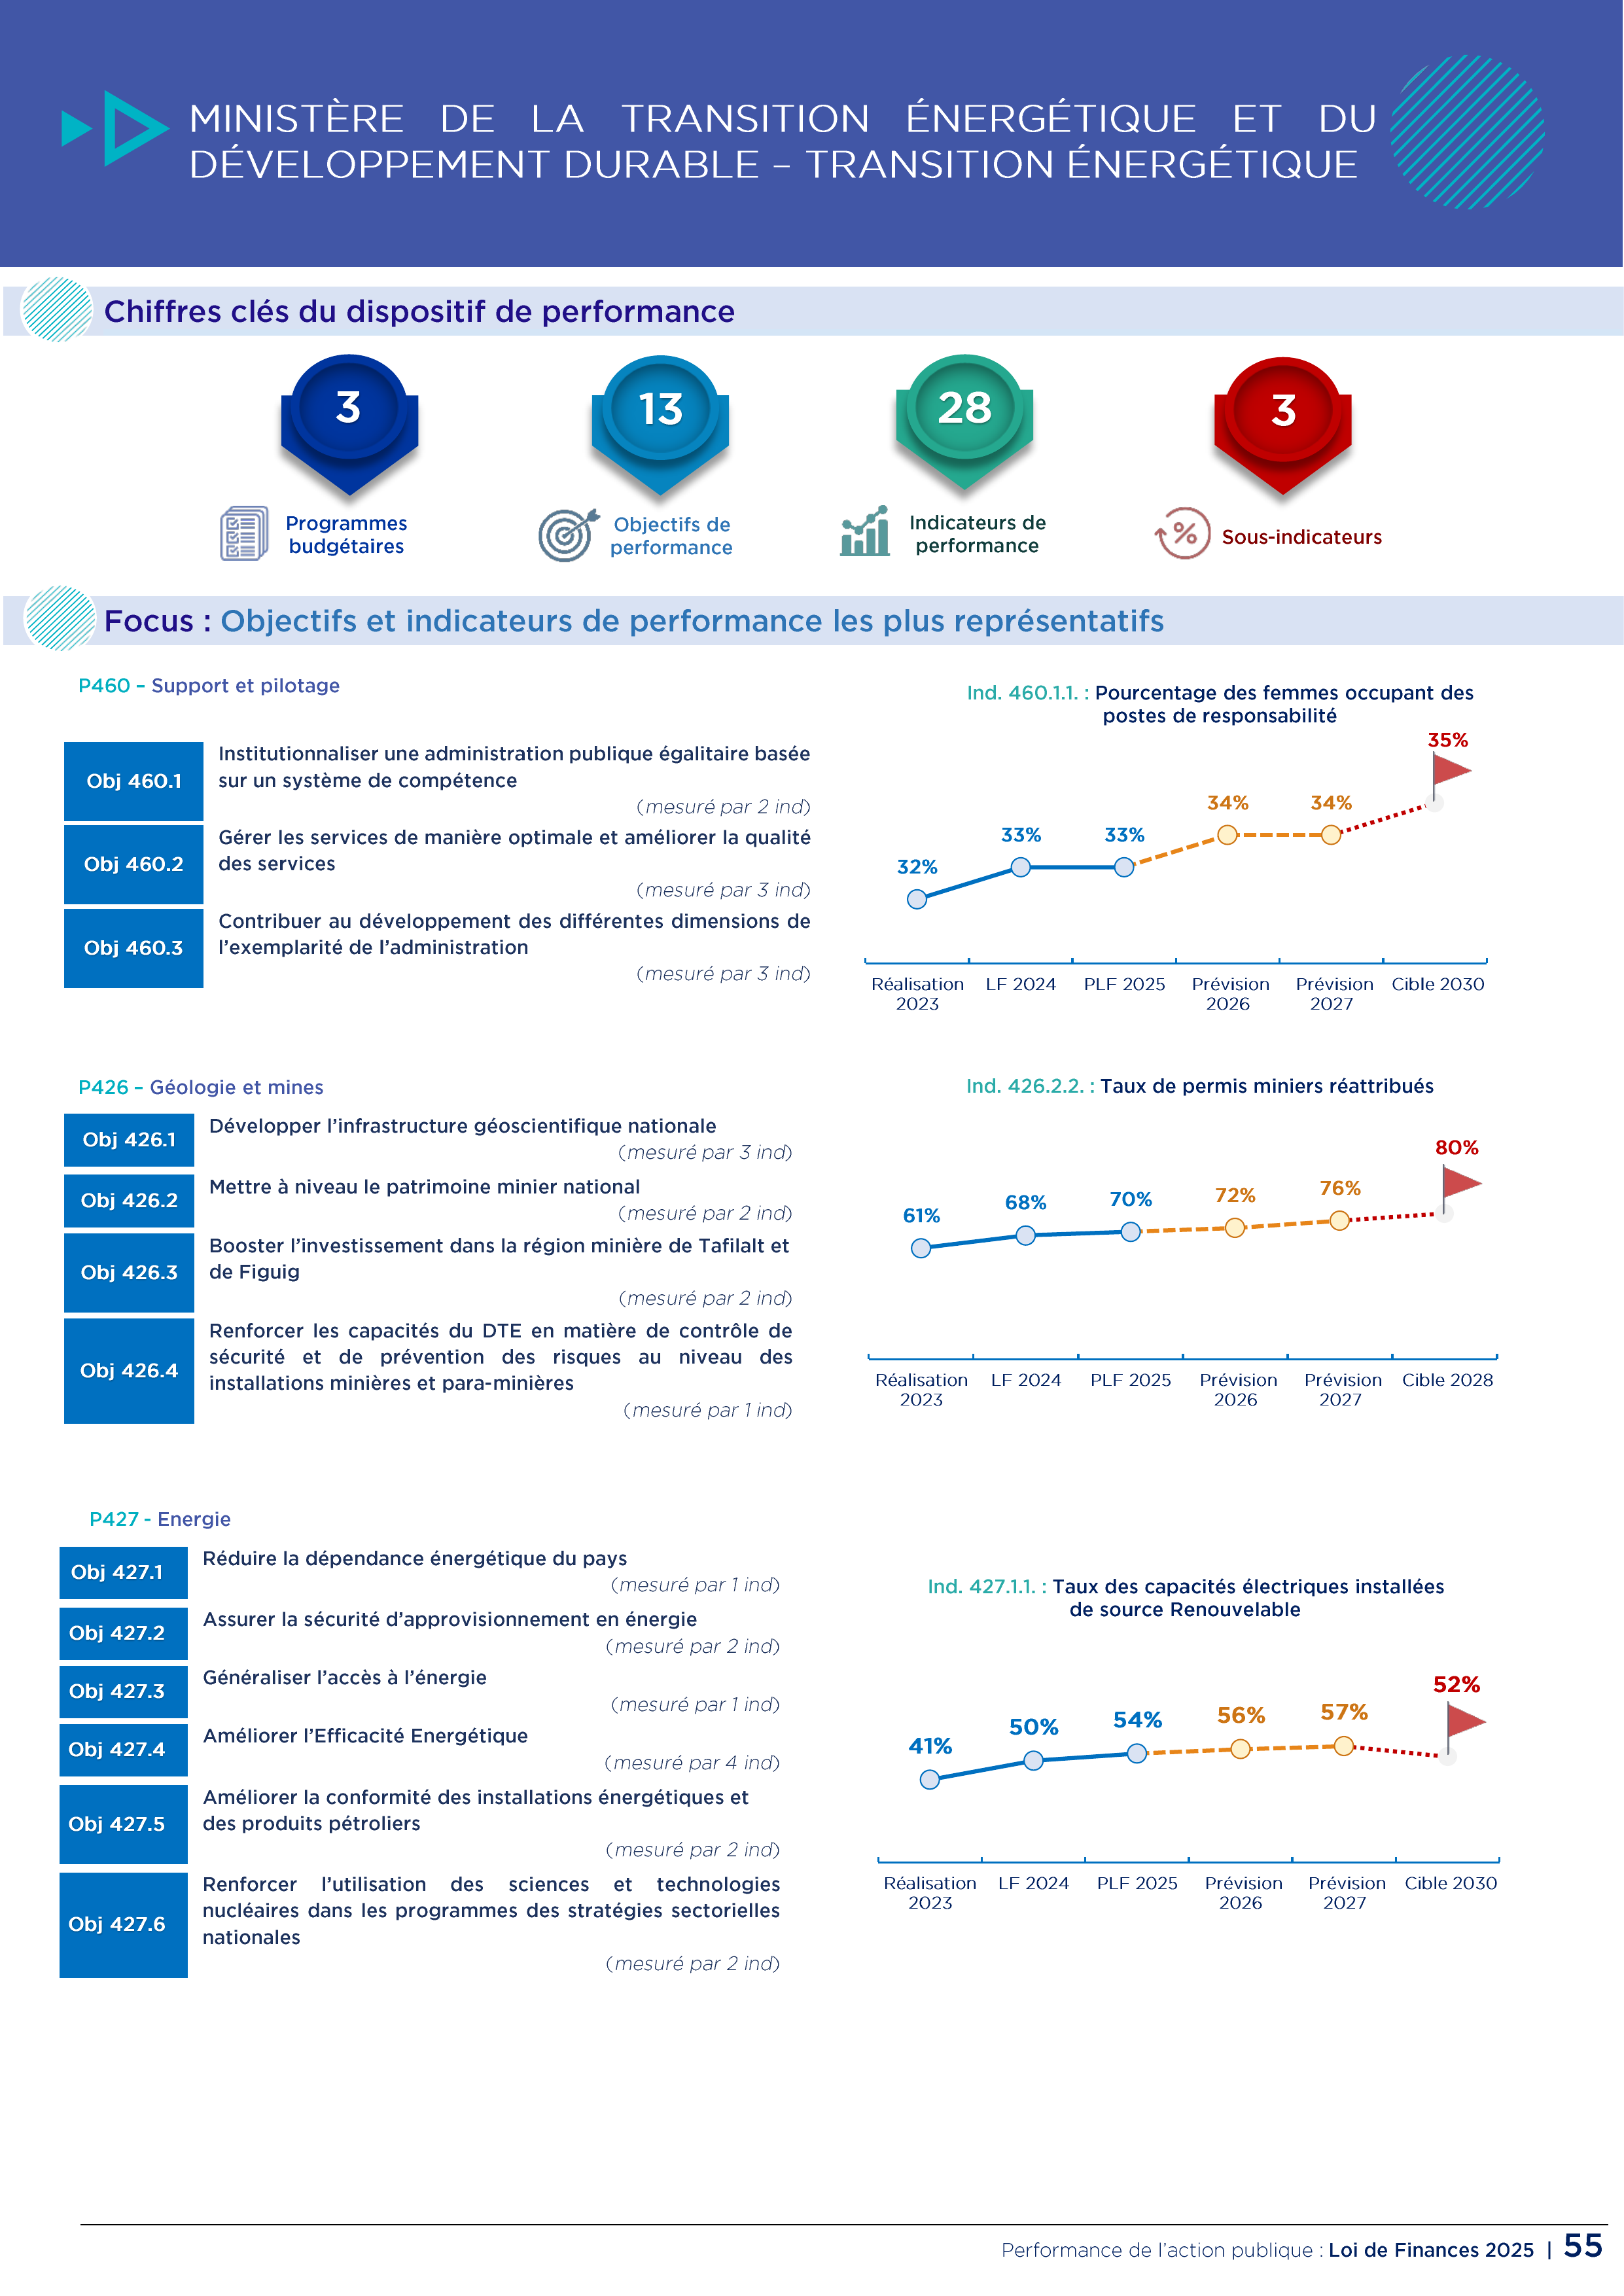 MINISTÈRE DE LA TRANSITION ÉNERGÉTIQUE ET DU
DÉVELOPPEMENT DURABLE – TRANSITION ÉNERGÉTIQUE
Chiffres clés du dispositif de performance
3
13
28
3
Programmes
budgétaires
Objectifs de
performance
Indicateurs de
performance
%
Sous-indicateurs
Focus : Objectifs et indicateurs de performance les plus représentatifs
P460 – Support et pilotage
Obj 460.1
Institutionnaliser une administration publique égalitaire basée
sur un système de compétence
(mesuré par 2 ind)
Obj 460.2
Gérer les services de manière optimale et améliorer la qualité
des services
(mesuré par 3 ind)
Obj 460.3
Contribuer au développement des différentes dimensions de
l’exemplarité de l’administration
(mesuré par 3 ind)
Ind. 460.1.1. : Pourcentage des femmes occupant des
postes de responsabilité
32%
33%
33%
34%
34%
35%
Réalisation
2023
LF 2024
PLF 2025
Prévision
2026
Prévision
2027
Cible 2030
P426 – Géologie et mines
Obj 426.1
Développer l’infrastructure géoscientifique nationale
(mesuré par 3 ind)
Obj 426.2
Mettre à niveau le patrimoine minier national
(mesuré par 2 ind)
Obj 426.3
Booster l’investissement dans la région minière de Tafilalt et
de Figuig
(mesuré par 2 ind)
Obj 426.4
Renforcer les capacités du DTE en matière de contrôle de
sécurité et de prévention des risques au niveau des
installations minières et para-minières
(mesuré par 1 ind)
Ind. 426.2.2. : Taux de permis miniers réattribués
61%
68%
70%
72%
76%
80%
Réalisation
2023
LF 2024
PLF 2025
Prévision
2026
Prévision
2027
Cible 2028
P427 - Energie
Obj 427.1
Réduire la dépendance énergétique du pays
(mesuré par 1 ind)
Obj 427.2
Assurer la sécurité d’approvisionnement en énergie
(mesuré par 2 ind)
Obj 427.3
Généraliser l’accès à l’énergie
(mesuré par 1 ind)
Obj 427.4
Améliorer l’Efficacité Energétique
(mesuré par 4 ind)
Obj 427.5
Améliorer la conformité des installations énergétiques et
des produits pétroliers
(mesuré par 2 ind)
Obj 427.6
Renforcer l’utilisation des sciences et technologies
nucléaires dans les programmes des stratégies sectorielles
nationales
(mesuré par 2 ind)
Ind. 427.1.1. : Taux des capacités électriques installées
de source Renouvelable
41%
50%
54%
56%
57%
52%
Réalisation
2023
LF 2024
PLF 2025
Prévision
2026
Prévision
2027
Cible 2030
Performance de l’action publique : Loi de Finances 2025 | 55